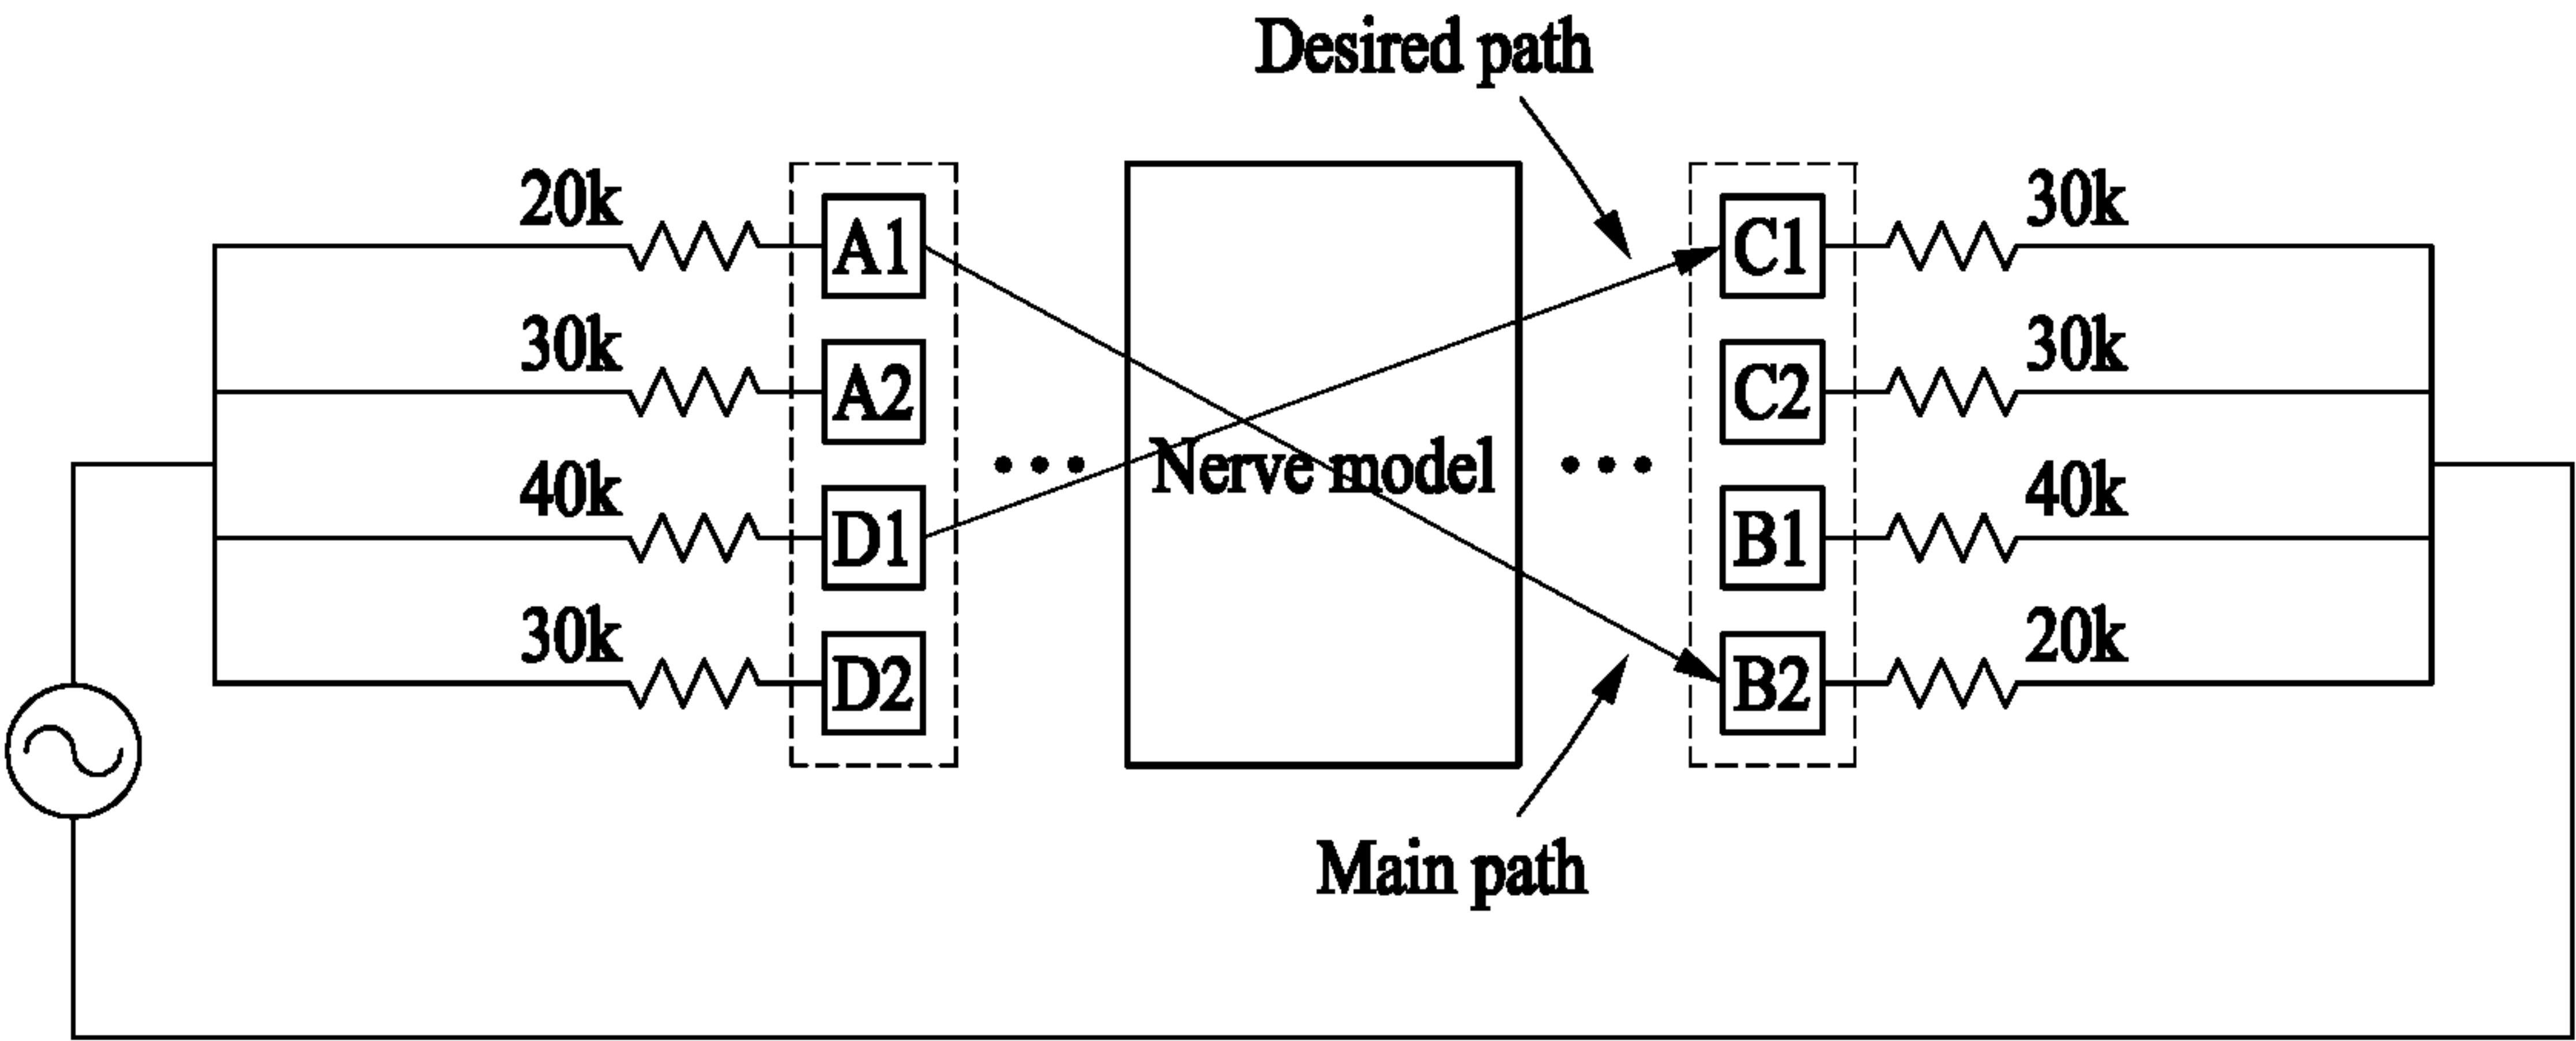 Desired path
20k A1 C1 30k
30k A2 C2 30k
Nerve model
40k D1 B1 40k
30k D2 B2 20k
Main path